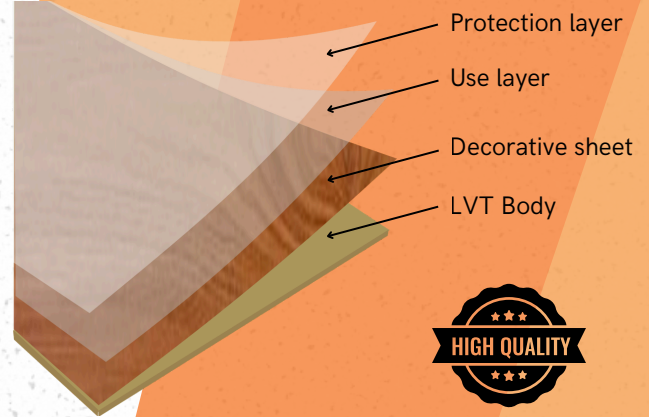 Protection layer
Use layer
Decorative sheet
LVT Body
HIGH QUALITY